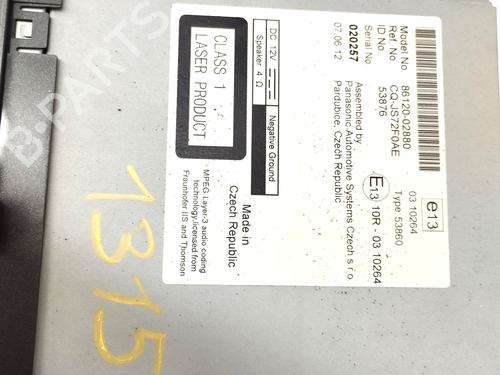 Model No. 86120-02880
Ref. No. CQ-JS72F0AE
ID No 53876
e13
03 10264
Type 53860
E13 10R - 03 10264
Serial No
020257
07.06.12
Assembled by
Panasonic Automotive Systems Czech s.r.o.
Pardubice, Czech Republic
DC 12V Negative Ground
Speaker 4 Ω
CLASS 1
LASER PRODUCT
Made in
Czech Republic
MPEG Layer-3 audio coding
technology,licensed from
Fraunhofer IIS and Thomson
1315
B-PARTS